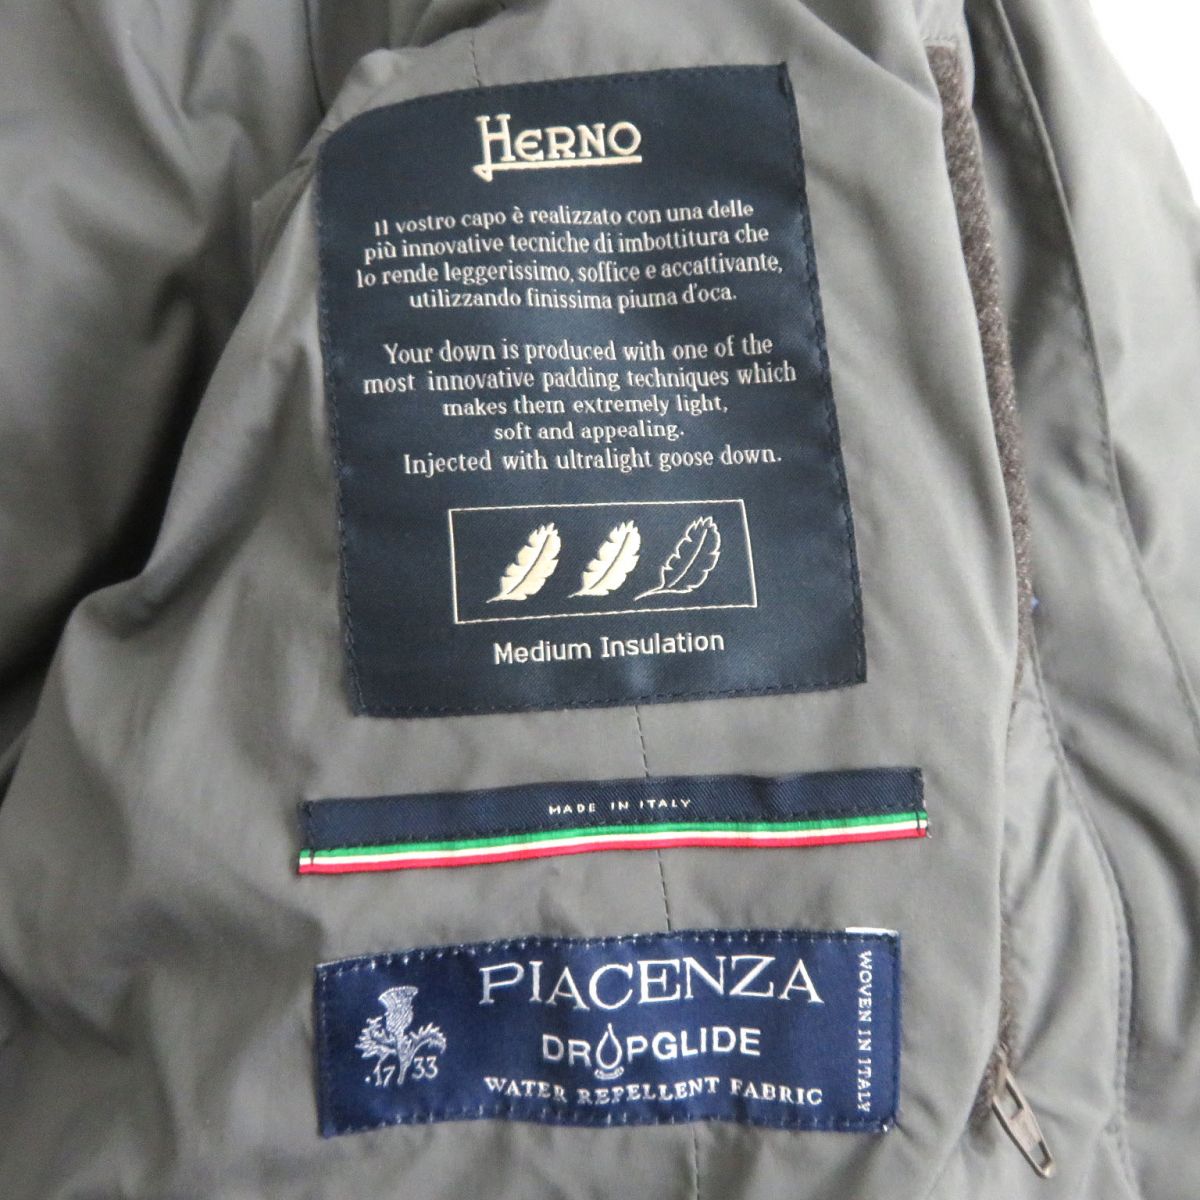 HERNO
Il vostro capo è realizzato con una delle
più innovative tecniche di imbottitura che
lo rende leggerissimo, soffice e accattivante,
utilizzando finissima piuma d'oca.
Your down is produced with one of the
most innovative padding techniques which
makes them extremely light,
soft and appealing.
Injected with ultralight goose down.
Medium Insulation
MADE IN ITALY
PIACENZA
DROPGLIDE
.1733
WATER REPELLENT FABRIC
WOVEN IN ITALY